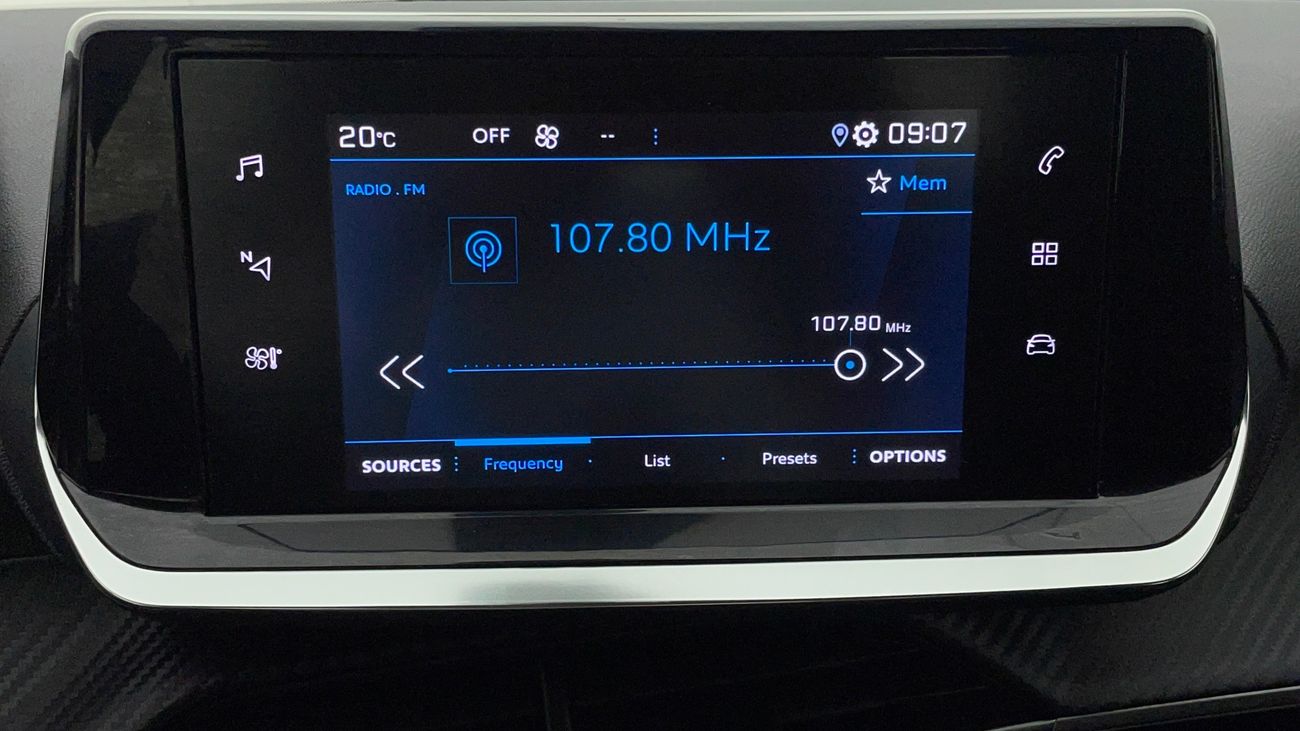 20°C OFF -- 09:07
RADIO . FM
Mem
107.80 MHz
N
107.80 MHz
SOURCES Frequency List Presets OPTIONS